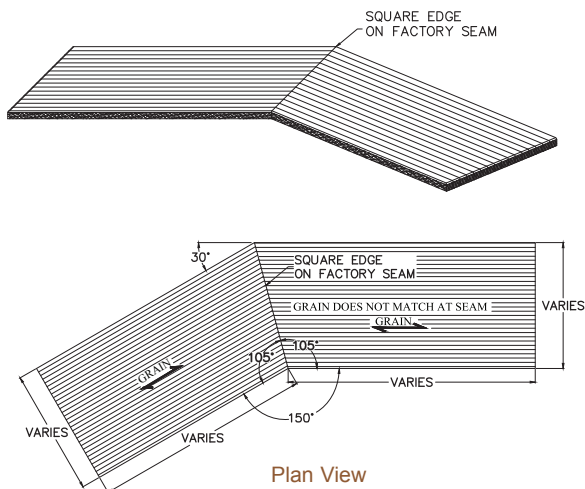 SQUARE EDGE
ON FACTORY SEAM
30°
SQUARE EDGE
ON FACTORY SEAM
GRAIN DOES NOT MATCH AT SEAM
GRAIN
VARIES
105°
105°
GRAIN
VARIES
150°
VARIES
VARIES
Plan View